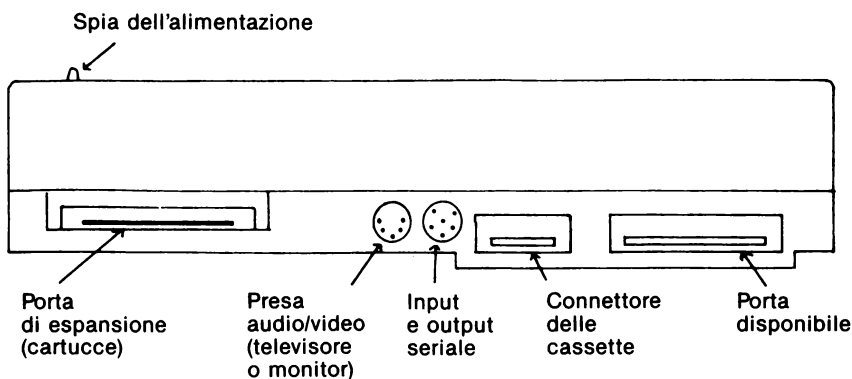 Spia dell'alimentazione
Porta
di espansione
(cartucce)
Presa
audio/video
(televisore
o monitor)
Input
e output
seriale
Connettore
delle
cassette
Porta
disponibile